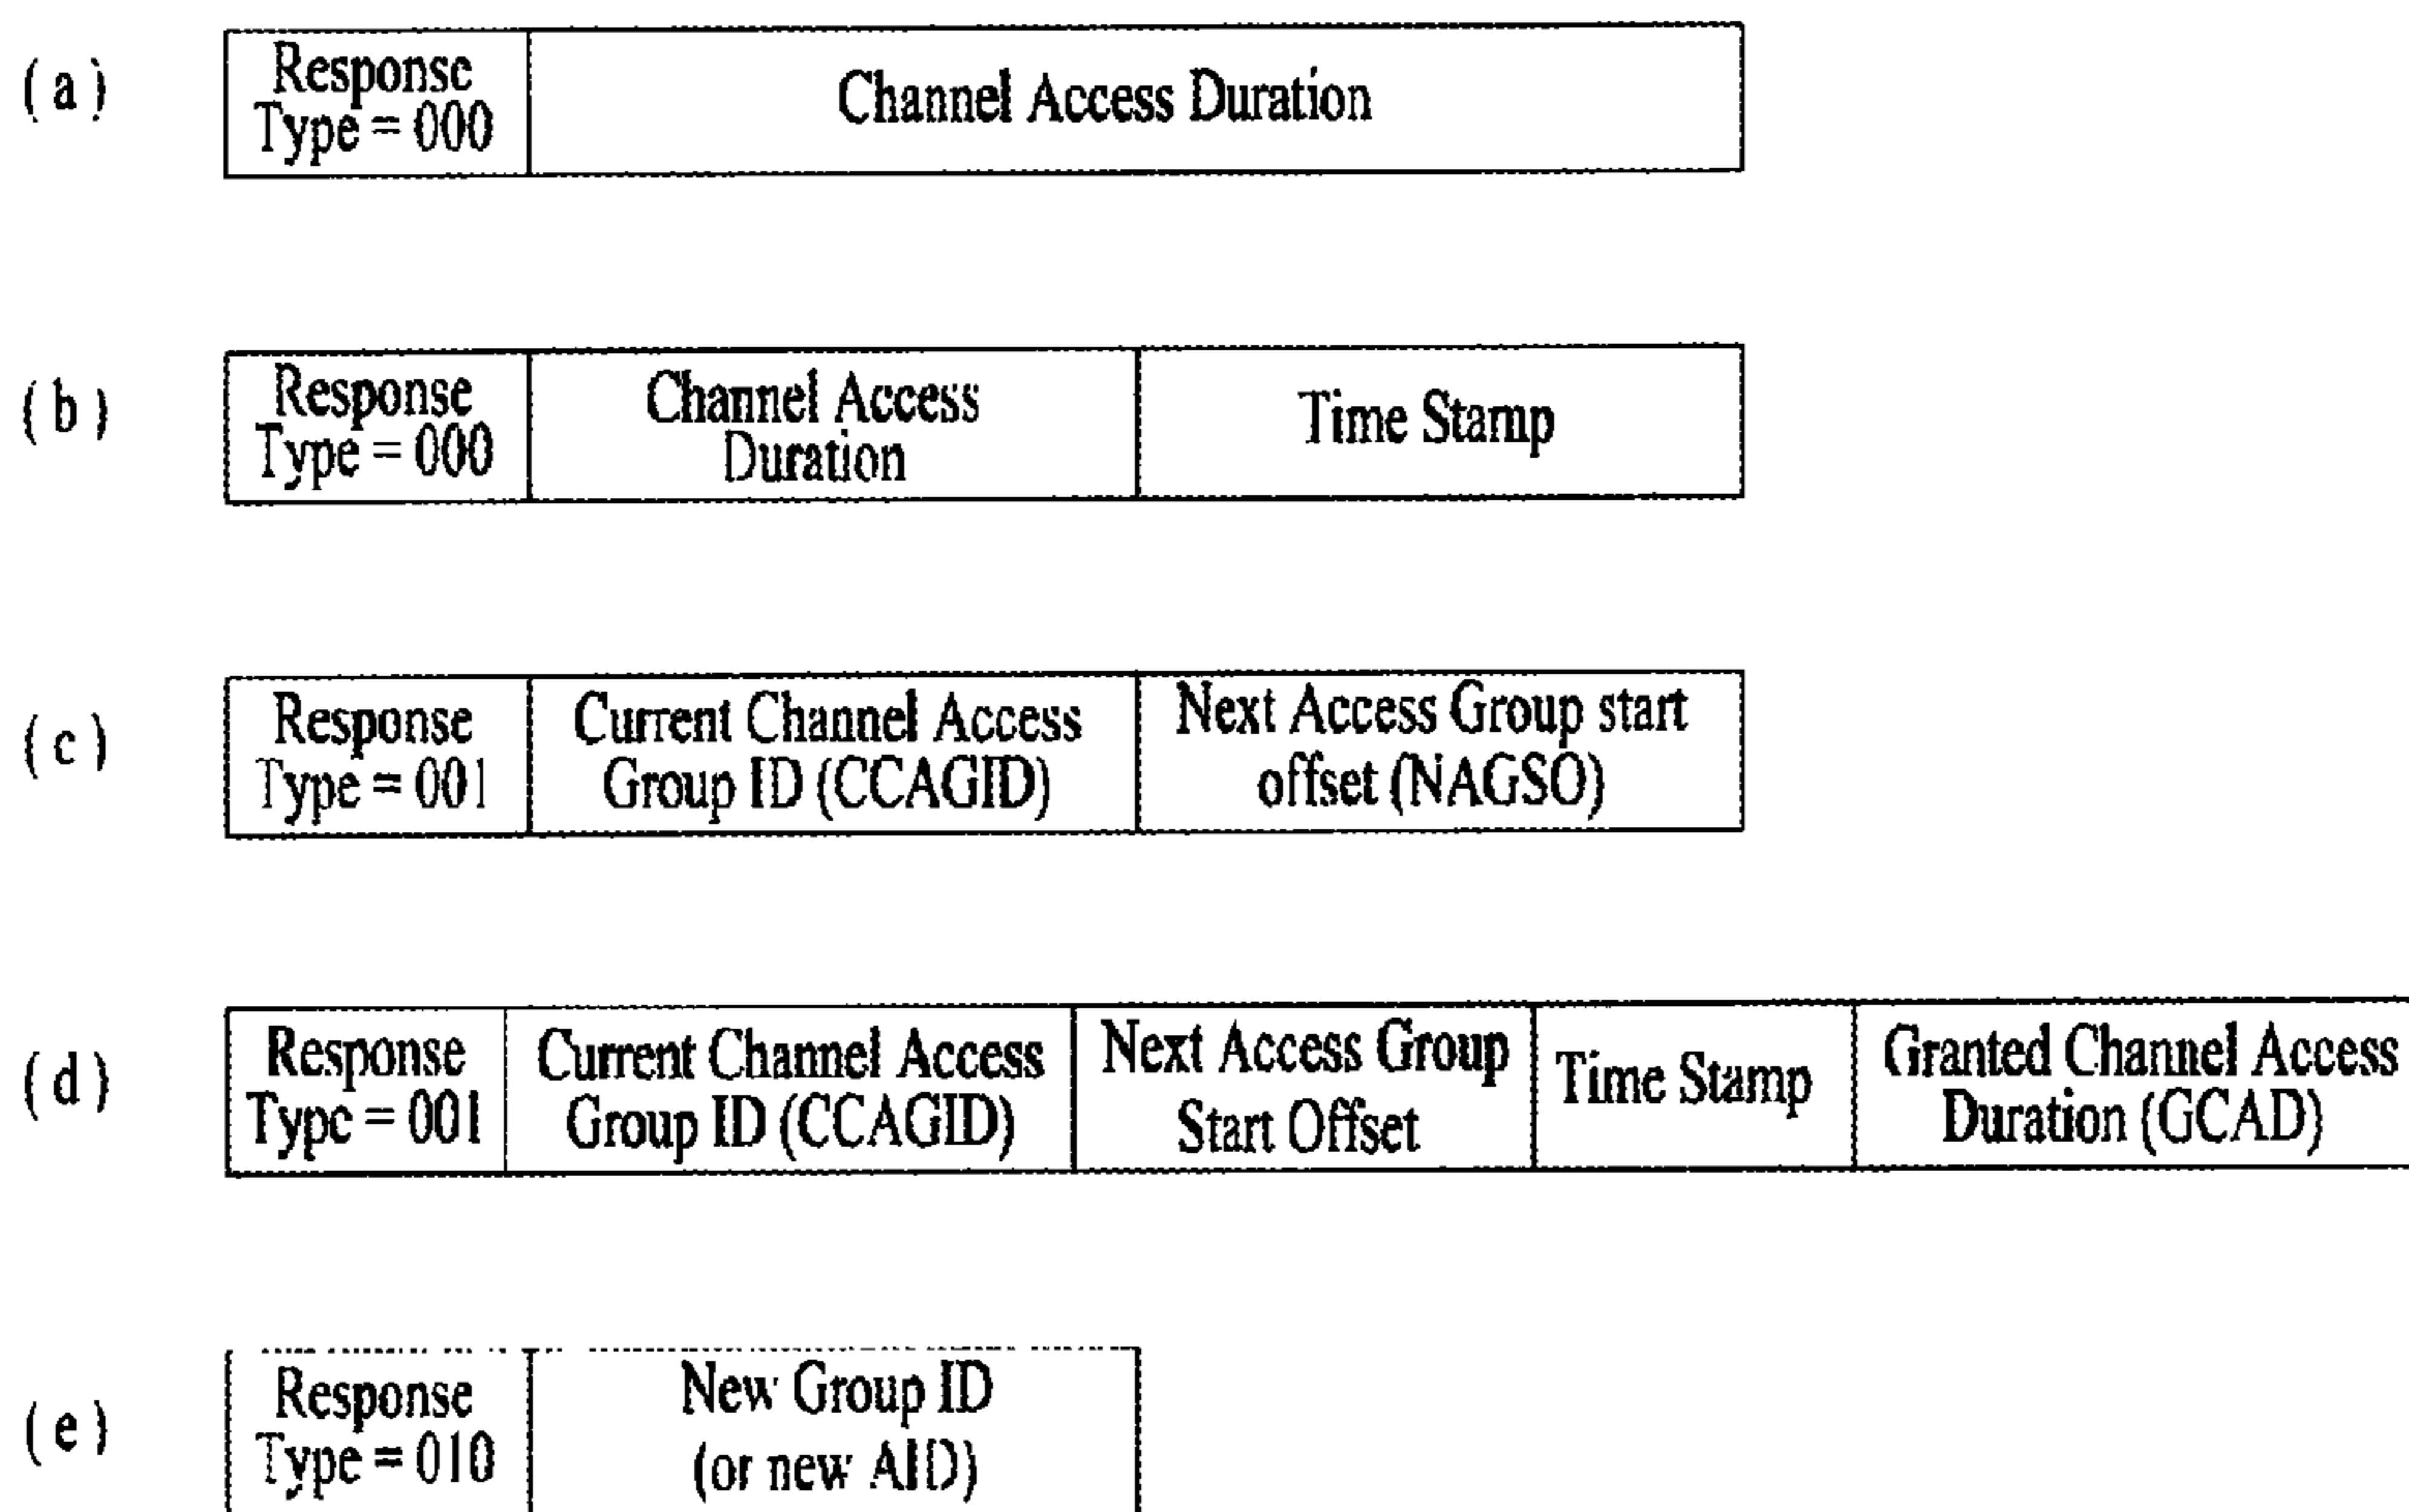 (a)
Response
Type = 000
Channel Access Duration
(b)
Response
Type = 000
Channel Access
Duration
Time Stamp
(c)
Response
Type = 001
Current Channel Access
Group ID (CCAGID)
Next Access Group start
offset (NAGSO)
(d)
Response
Type = 001
Current Channel Access
Group ID (CCAGID)
Next Access Group
Start Offset
Time Stamp
Granted Channel Access
Duration (GCAD)
(e)
Response
Type = 010
New Group ID
(or new AID)